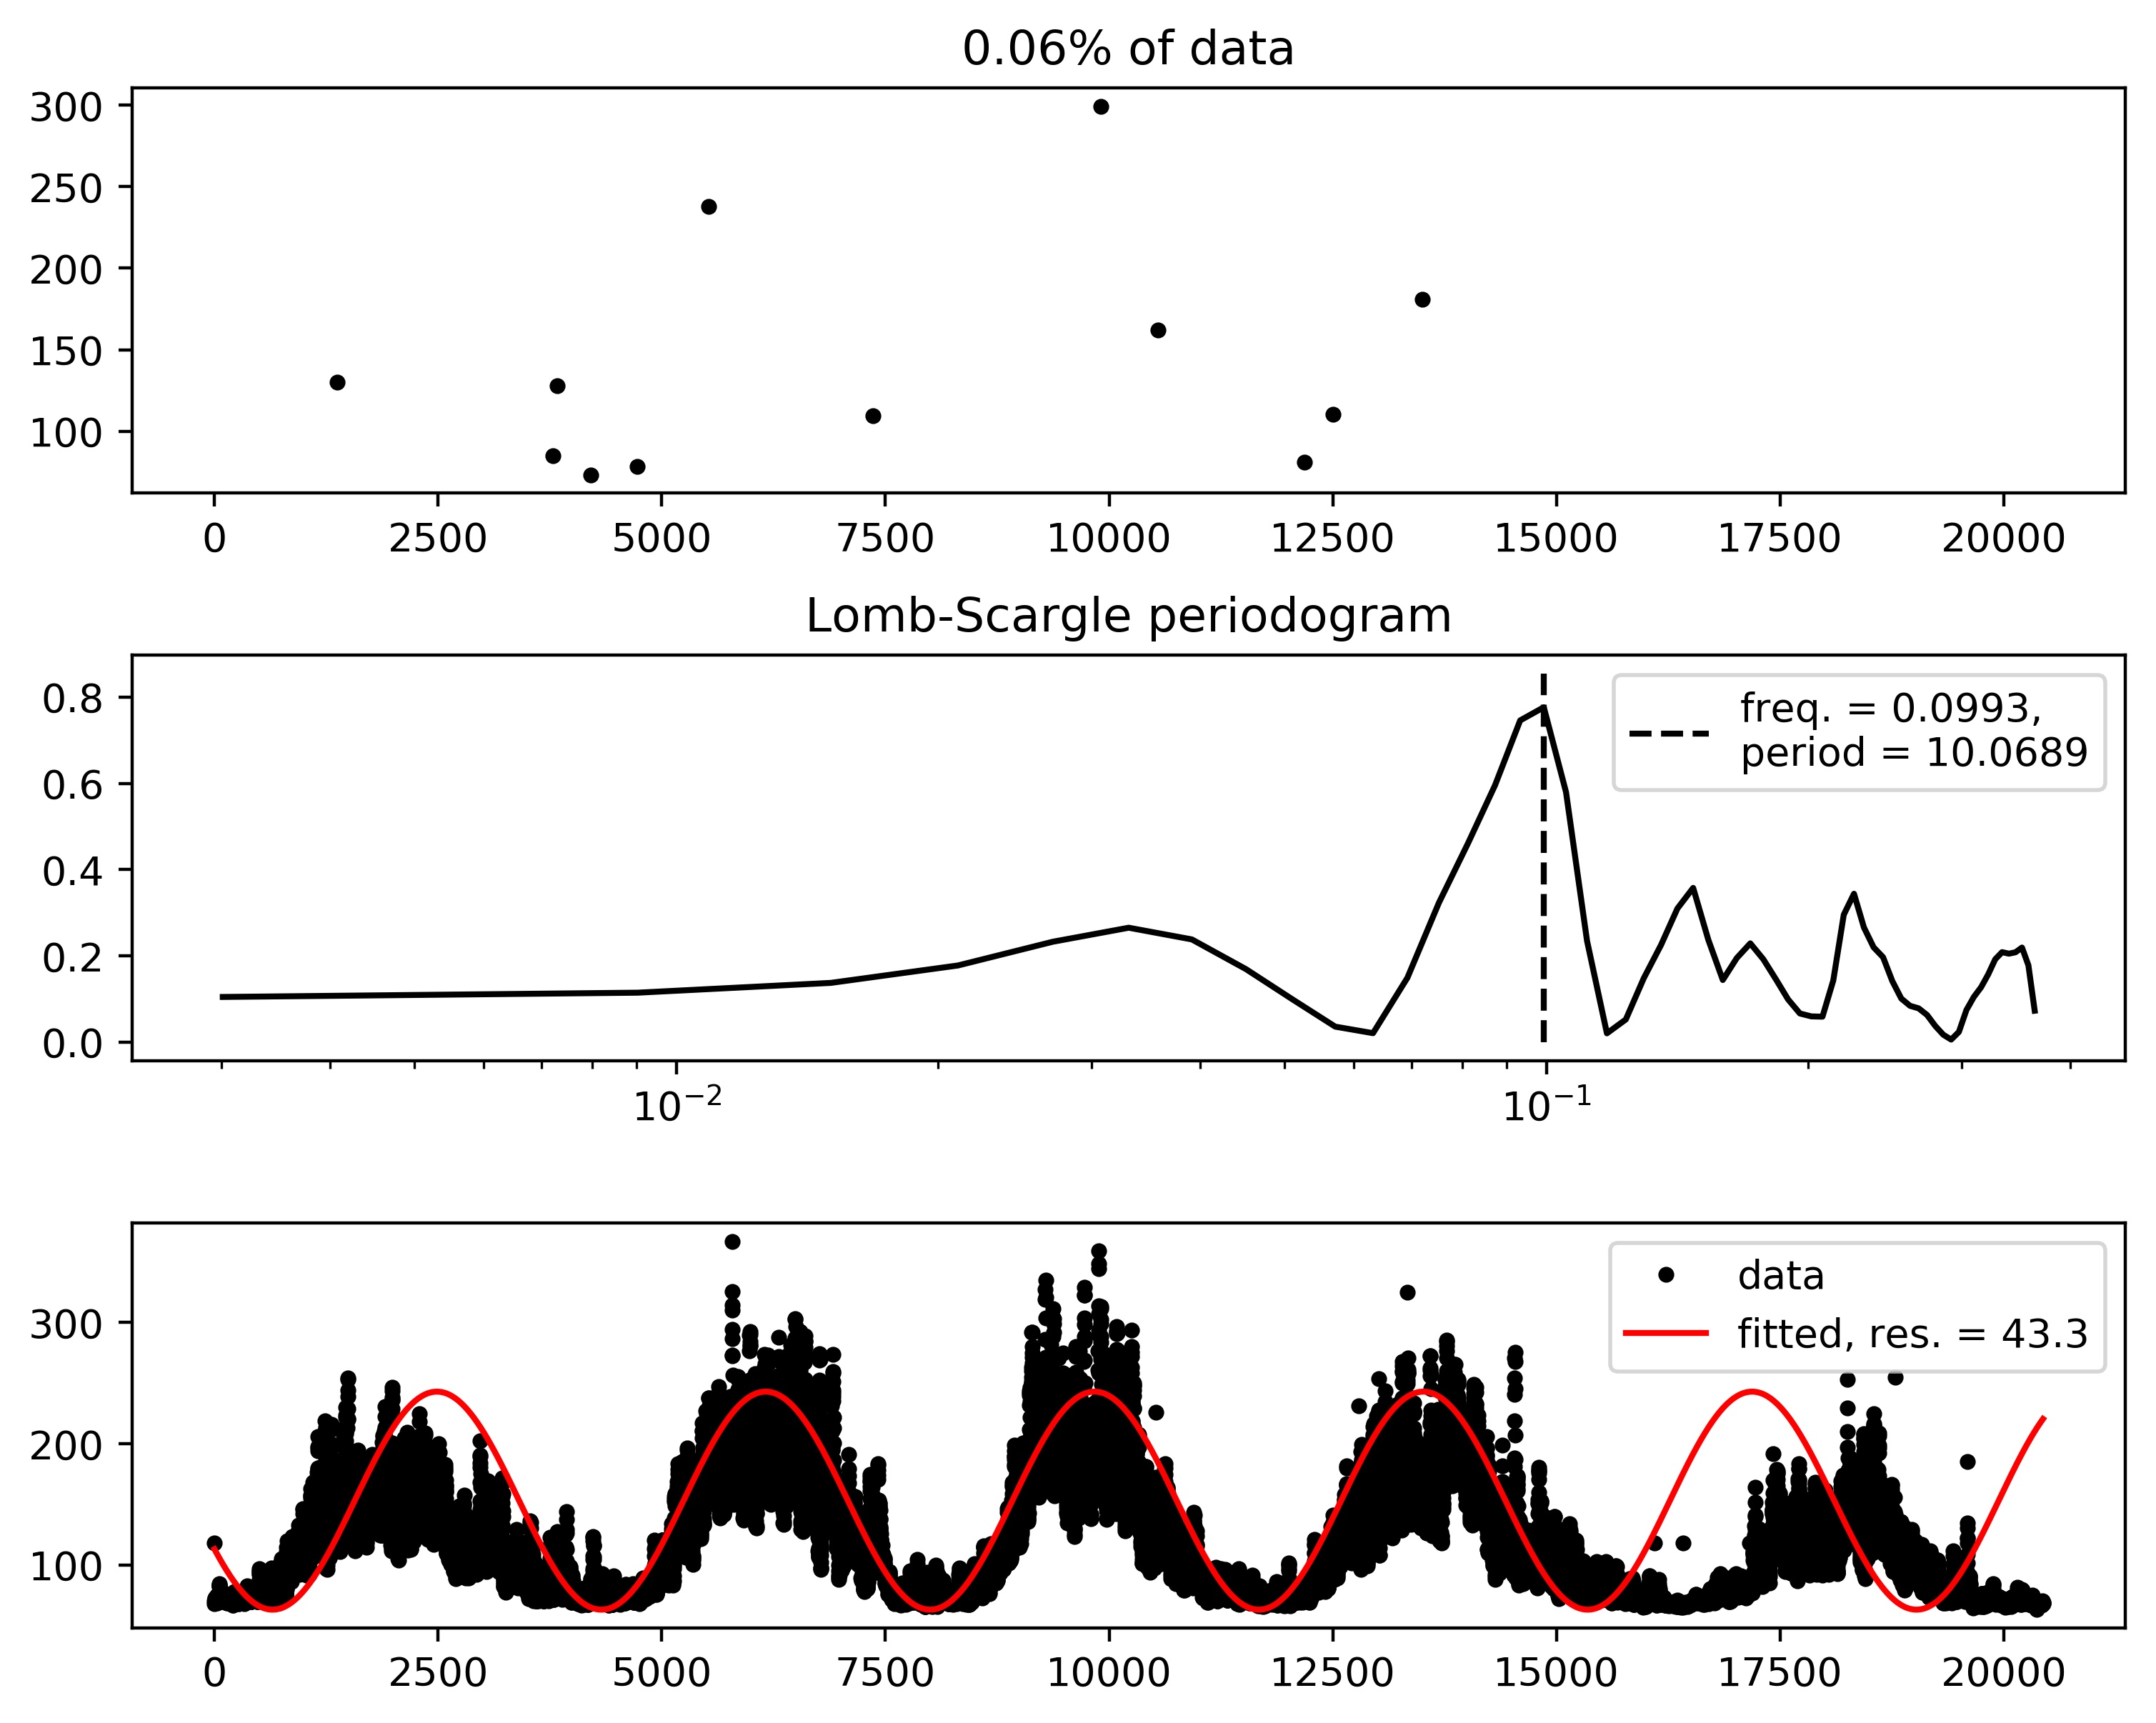 0.06% of data
300
250
200
150
100
0 2500 5000 7500 10000 12500 15000 17500 20000
Lomb-Scargle periodogram
0.8
0.6
0.4
0.2
0.0
freq. = 0.0993,
period = 10.0689
10⁻² 10⁻¹
300
200
100
data
fitted, res. = 43.3
0 2500 5000 7500 10000 12500 15000 17500 20000